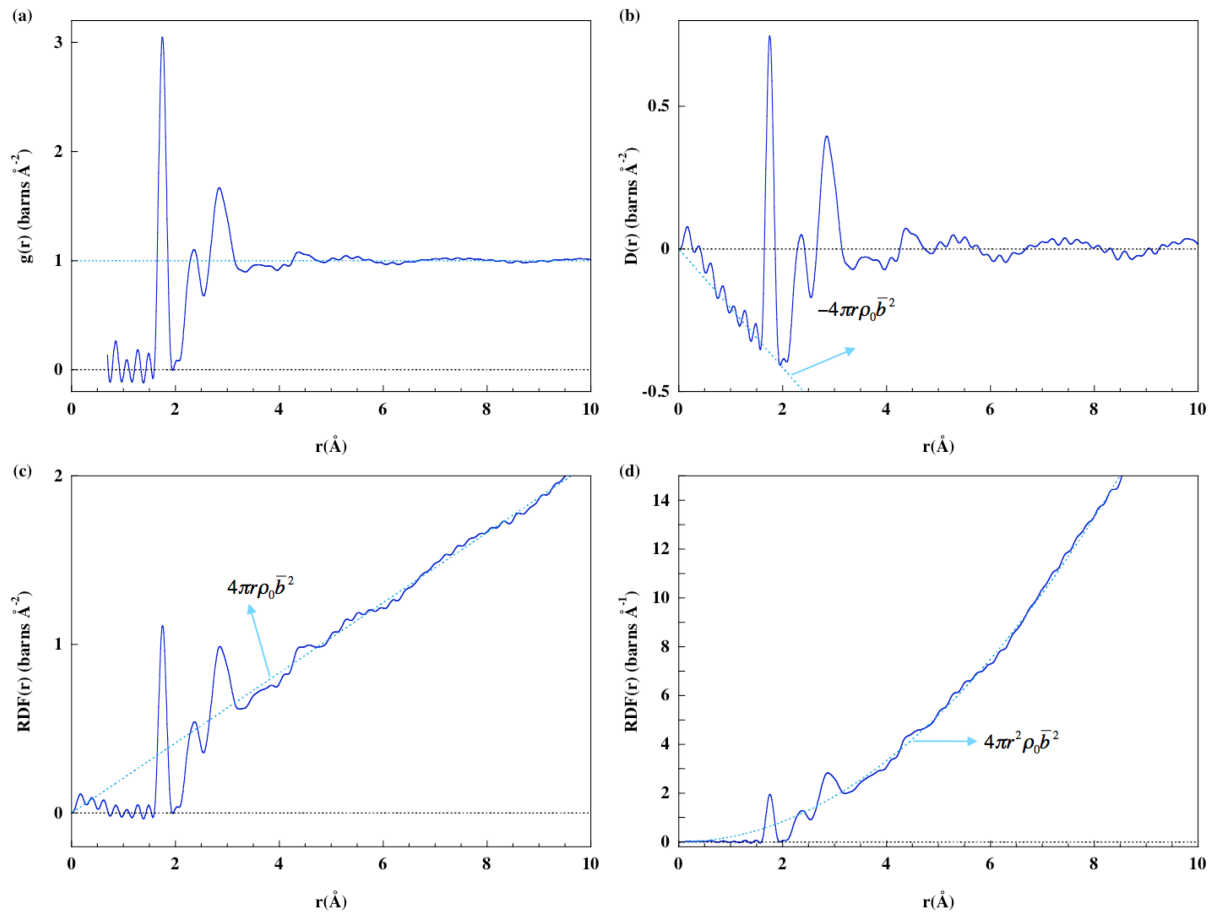 (a)
3
2
1
0
g(r) (barns Å⁻²)
0 2 4 6 8 10
r(Å)
(b)
0.5
0
-0.5
D(r) (barns Å⁻²)
−4πrρ₀b̄²
0 2 4 6 8 10
r(Å)
(c)
2
1
0
RDF(r) (barns Å⁻²)
4πrρ₀b̄²
0 2 4 6 8 10
r(Å)
(d)
14
12
10
8
6
4
2
0
RDF(r) (barns Å⁻¹)
4πr²ρ₀b̄²
0 2 4 6 8 10
r(Å)